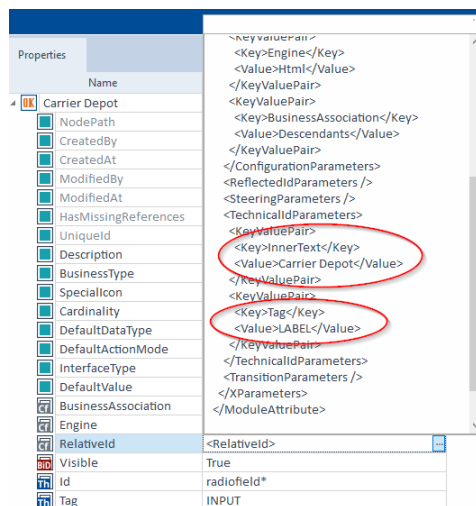 Properties
Name
Carrier Depot
NodePath
CreatedBy
CreatedAt
ModifiedBy
ModifiedAt
HasMissingReferences
UniqueId
Description
BusinessType
SpecialIcon
Cardinality
DefaultDataType
DefaultActionMode
InterfaceType
DefaultValue
BusinessAssociation
Engine
RelativeId <RelativeId> ...
Visible True
Id radiofield*
Tag INPUT
<KeyValuePair>
<Key>Engine</Key>
<Value>Html</Value>
</KeyValuePair>
<KeyValuePair>
<Key>BusinessAssociation</Key>
<Value>Descendants</Value>
</KeyValuePair>
</ConfigurationParameters>
<ReflectedIdParameters />
<SteeringParameters />
<TechnicalIdParameters>
<KeyValuePair>
<Key>InnerText</Key>
<Value>Carrier Depot</Value>
</KeyValuePair>
<KeyValuePair>
<Key>Tag</Key>
<Value>LABEL</Value>
</KeyValuePair>
</TechnicalIdParameters>
<TransitionParameters />
</XParameters>
</ModuleAttribute>